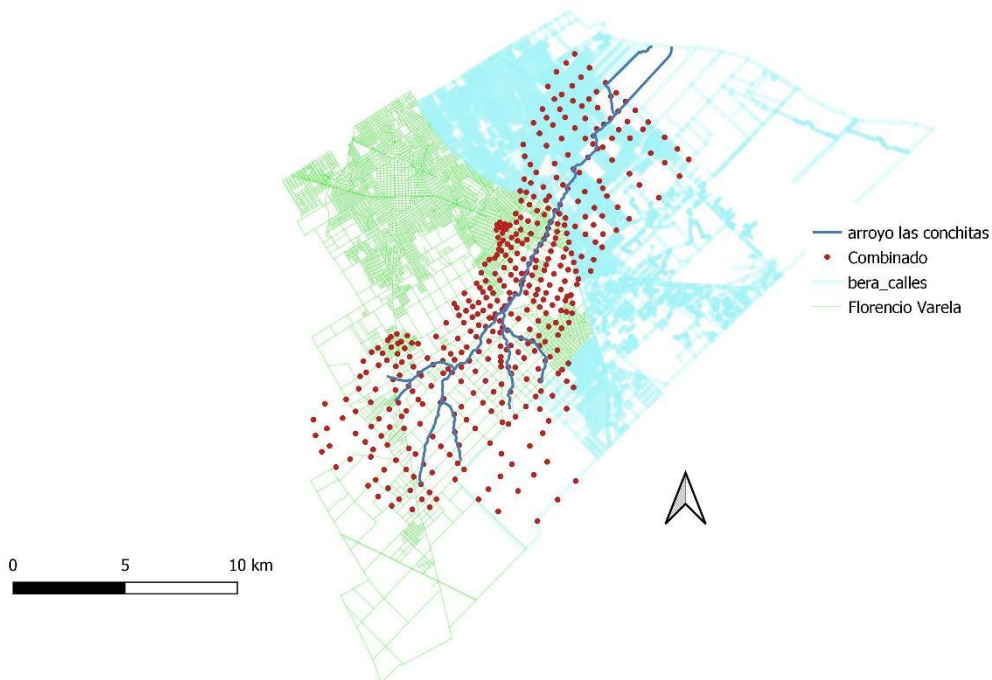 arroyo las conchitas
Combinado
bera_calles
Florencio Varela
0 5 10 km